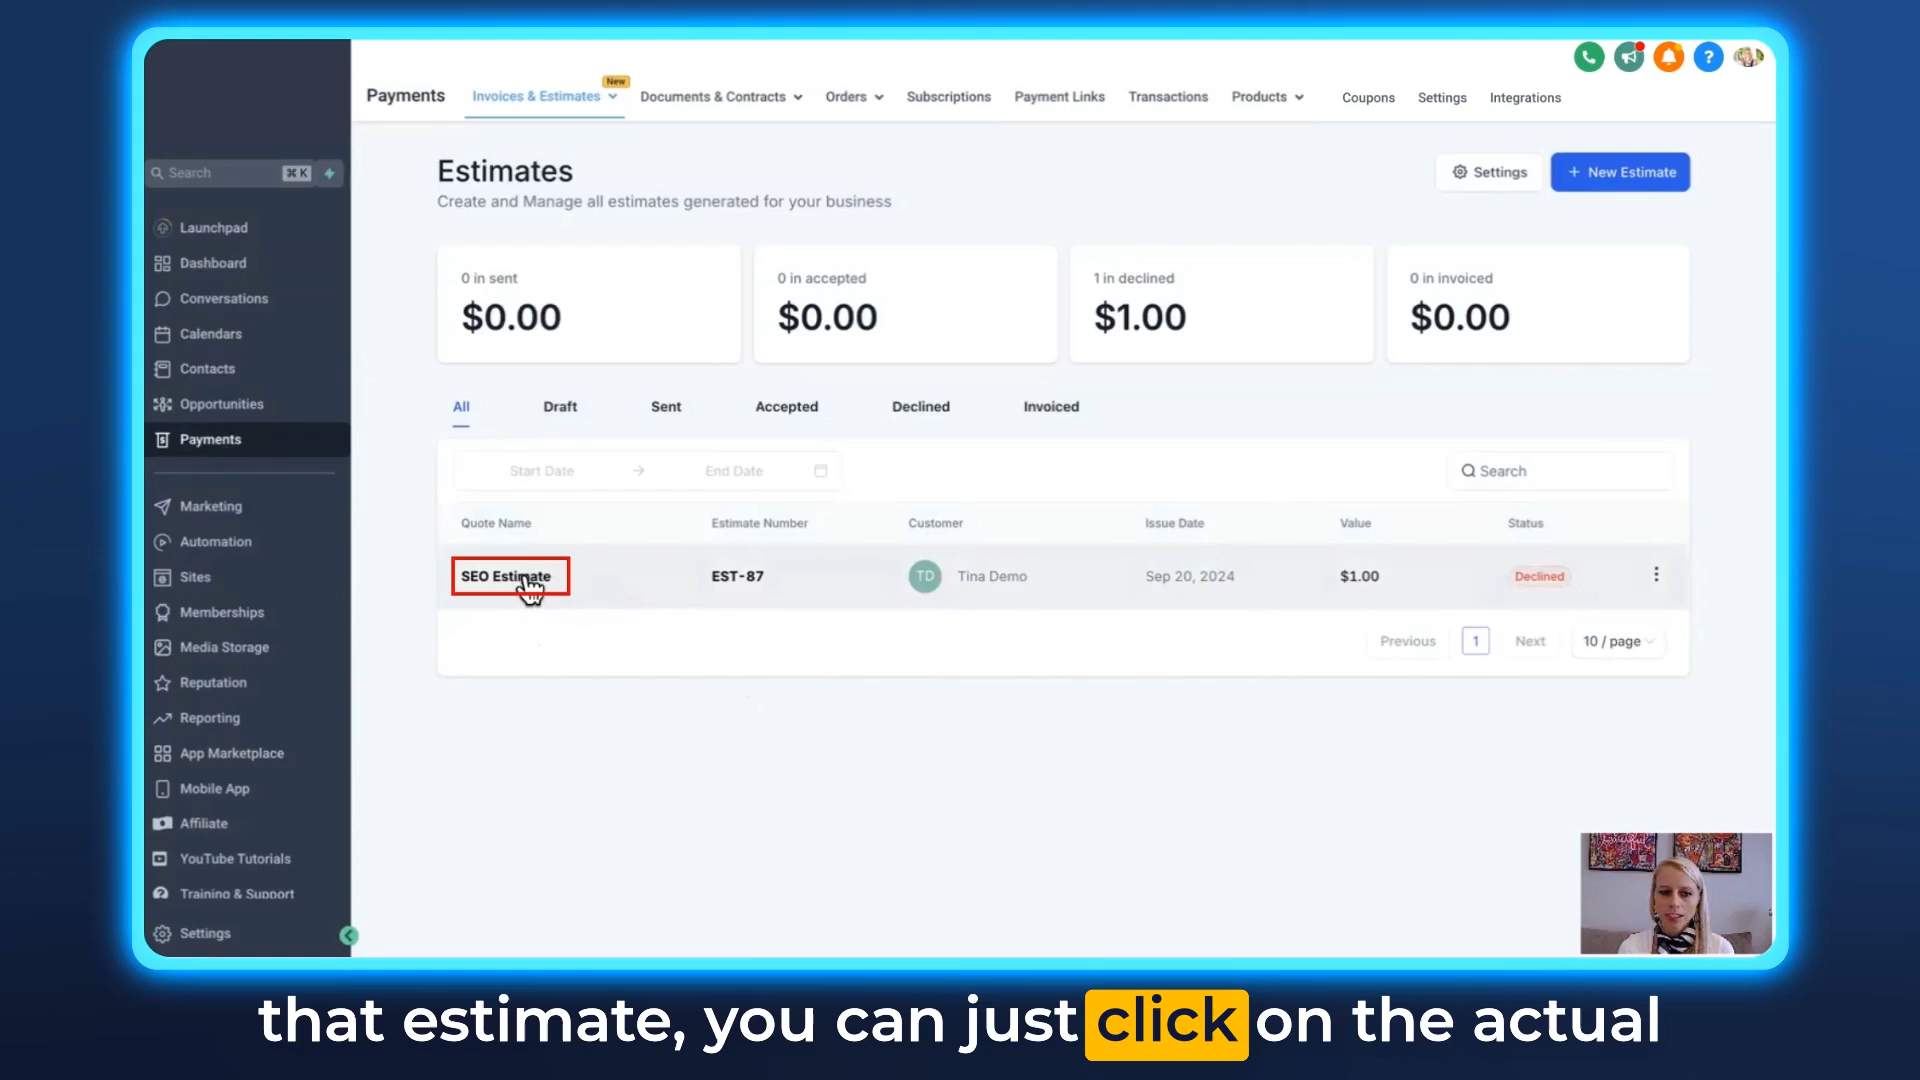 Payments
New
Invoices & Estimates
Documents & Contracts
Orders
Subscriptions
Payment Links
Transactions
Products
Coupons
Settings
Integrations
?
Search
⌘ K
Launchpad
Dashboard
Conversations
Calendars
Contacts
Opportunities
Payments
Marketing
Automation
Sites
Memberships
Media Storage
Reputation
Reporting
App Marketplace
Mobile App
Affiliate
YouTube Tutorials
Training & Support
Settings
Estimates
Create and Manage all estimates generated for your business
Settings
+ New Estimate
0 in sent
$0.00
0 in accepted
$0.00
1 in declined
$1.00
0 in invoiced
$0.00
All Draft Sent Accepted Declined Invoiced
Start Date → End Date
Search
Quote Name Estimate Number Customer Issue Date Value Status
SEO Estimate EST-87 TD Tina Demo Sep 20, 2024 $1.00 Declined
Previous 1 Next 10 / page
that estimate, you can just click on the actual